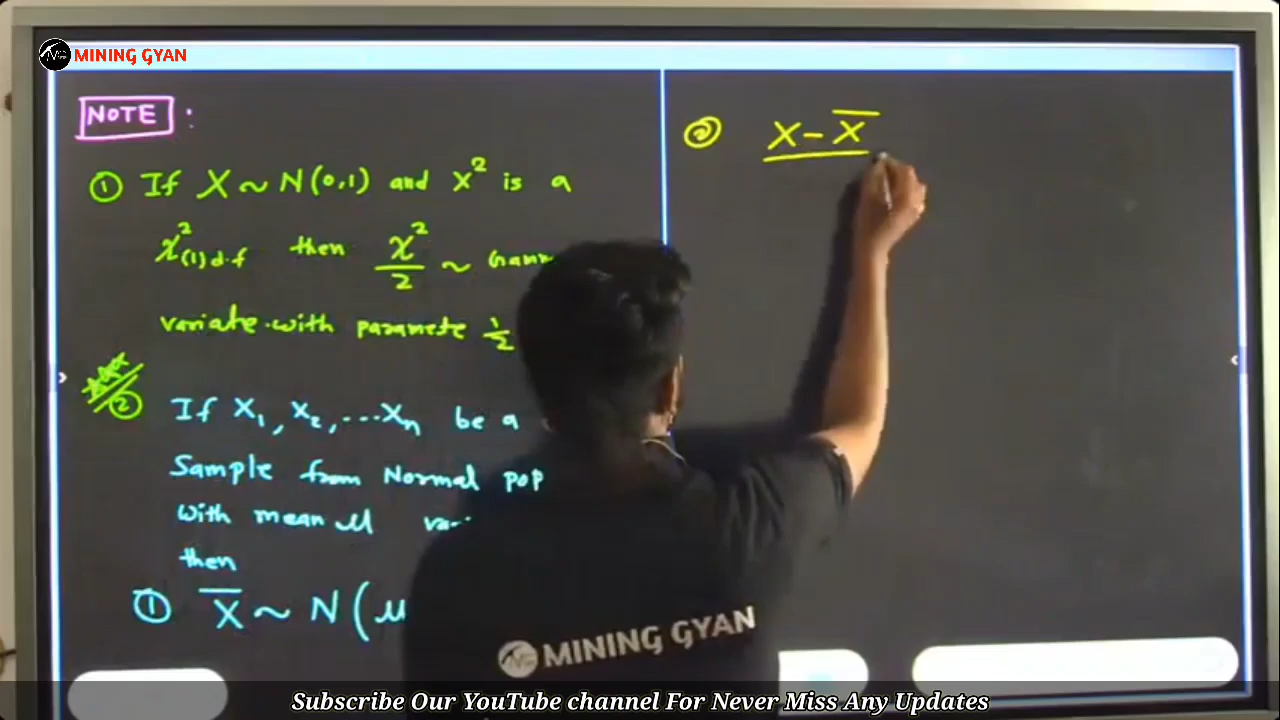 MINING GYAN
NOTE :
① If X ~ N(0,1) and X² is a
χ²(1)d.f then χ²/2 ~
variate with paramete 1/2
② If X₁, X₂, ...Xₙ be a
Sample from Normal pop
with mean μ
then
① X̅ ~ N(μ
② X - X̅
MINING GYAN
Subscribe Our YouTube channel For Never Miss Any Updates